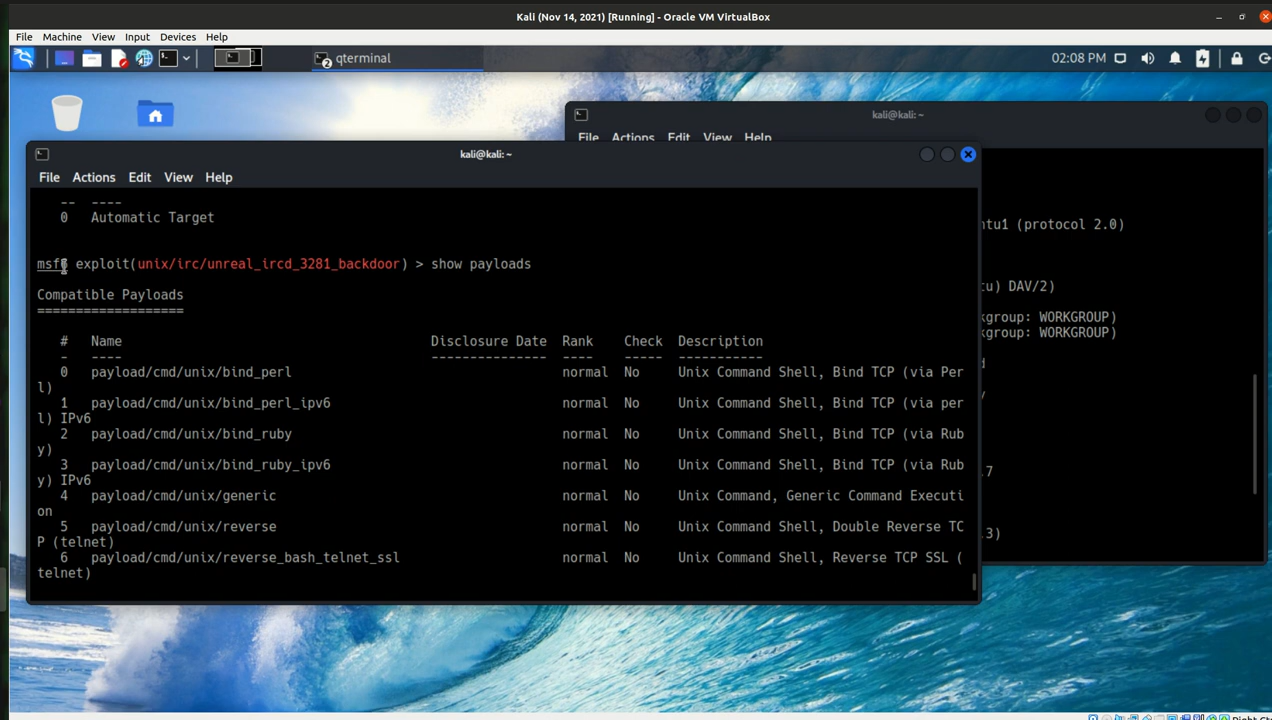 Kali (Nov 14, 2021) [Running] - Oracle VM VirtualBox
File Machine View Input Devices Help
2 qterminal 02:08 PM
kali@kali: ~
File Actions Edit View Help
kali@kali: ~
File Actions Edit View Help
-- ----
0 Automatic Target
msf6 exploit(unix/irc/unreal_ircd_3281_backdoor) > show payloads
Compatible Payloads
===================
# Name Disclosure Date Rank Check Description
- ---- --------------- ---- ----- -----------
0 payload/cmd/unix/bind_perl normal No Unix Command Shell, Bind TCP (via Per
l)
1 payload/cmd/unix/bind_perl_ipv6 normal No Unix Command Shell, Bind TCP (via per
l) IPv6
2 payload/cmd/unix/bind_ruby normal No Unix Command Shell, Bind TCP (via Rub
y)
3 payload/cmd/unix/bind_ruby_ipv6 normal No Unix Command Shell, Bind TCP (via Rub
y) IPv6
4 payload/cmd/unix/generic normal No Unix Command, Generic Command Executi
on
5 payload/cmd/unix/reverse normal No Unix Command Shell, Double Reverse TC
P (telnet)
6 payload/cmd/unix/reverse_bash_telnet_ssl normal No Unix Command Shell, Reverse TCP SSL (
telnet)
ntu1 (protocol 2.0)
tu) DAV/2)
kgroup: WORKGROUP)
kgroup: WORKGROUP)
d
/
.7
.3)